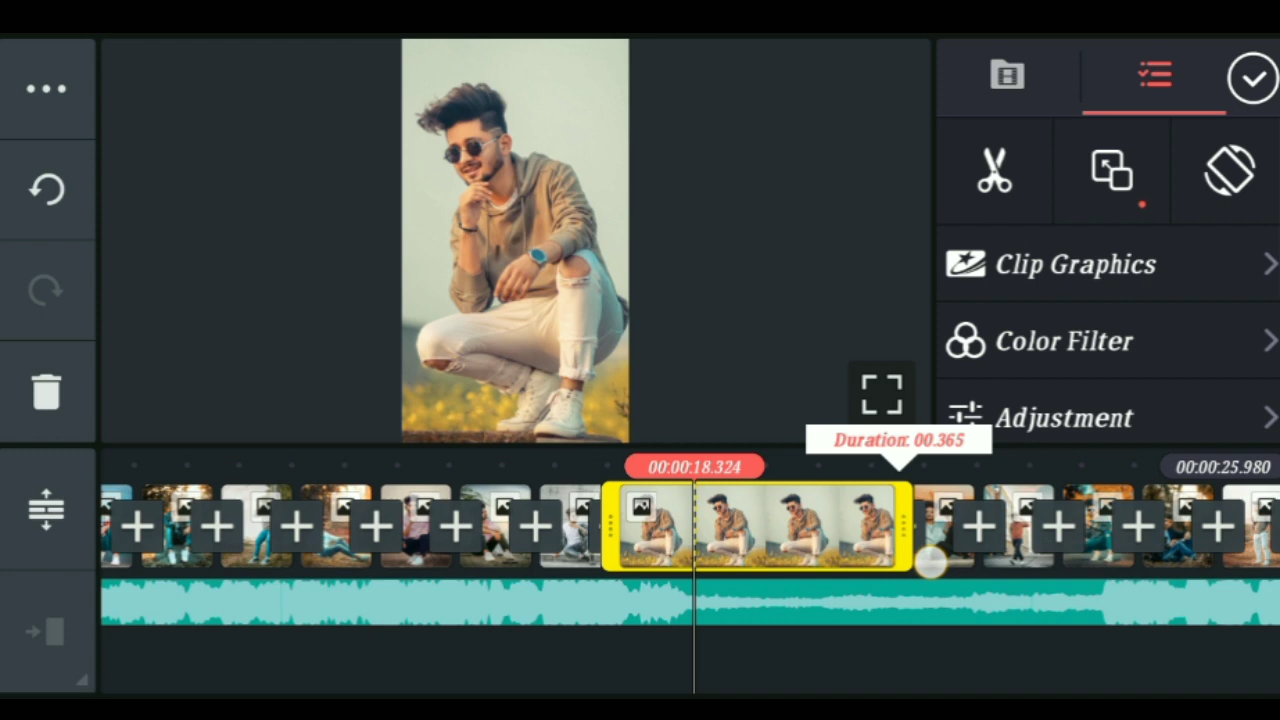 Clip Graphics
Color Filter
Adjustment
Duration: 00.365
00:00:18.324
00:00:25.980